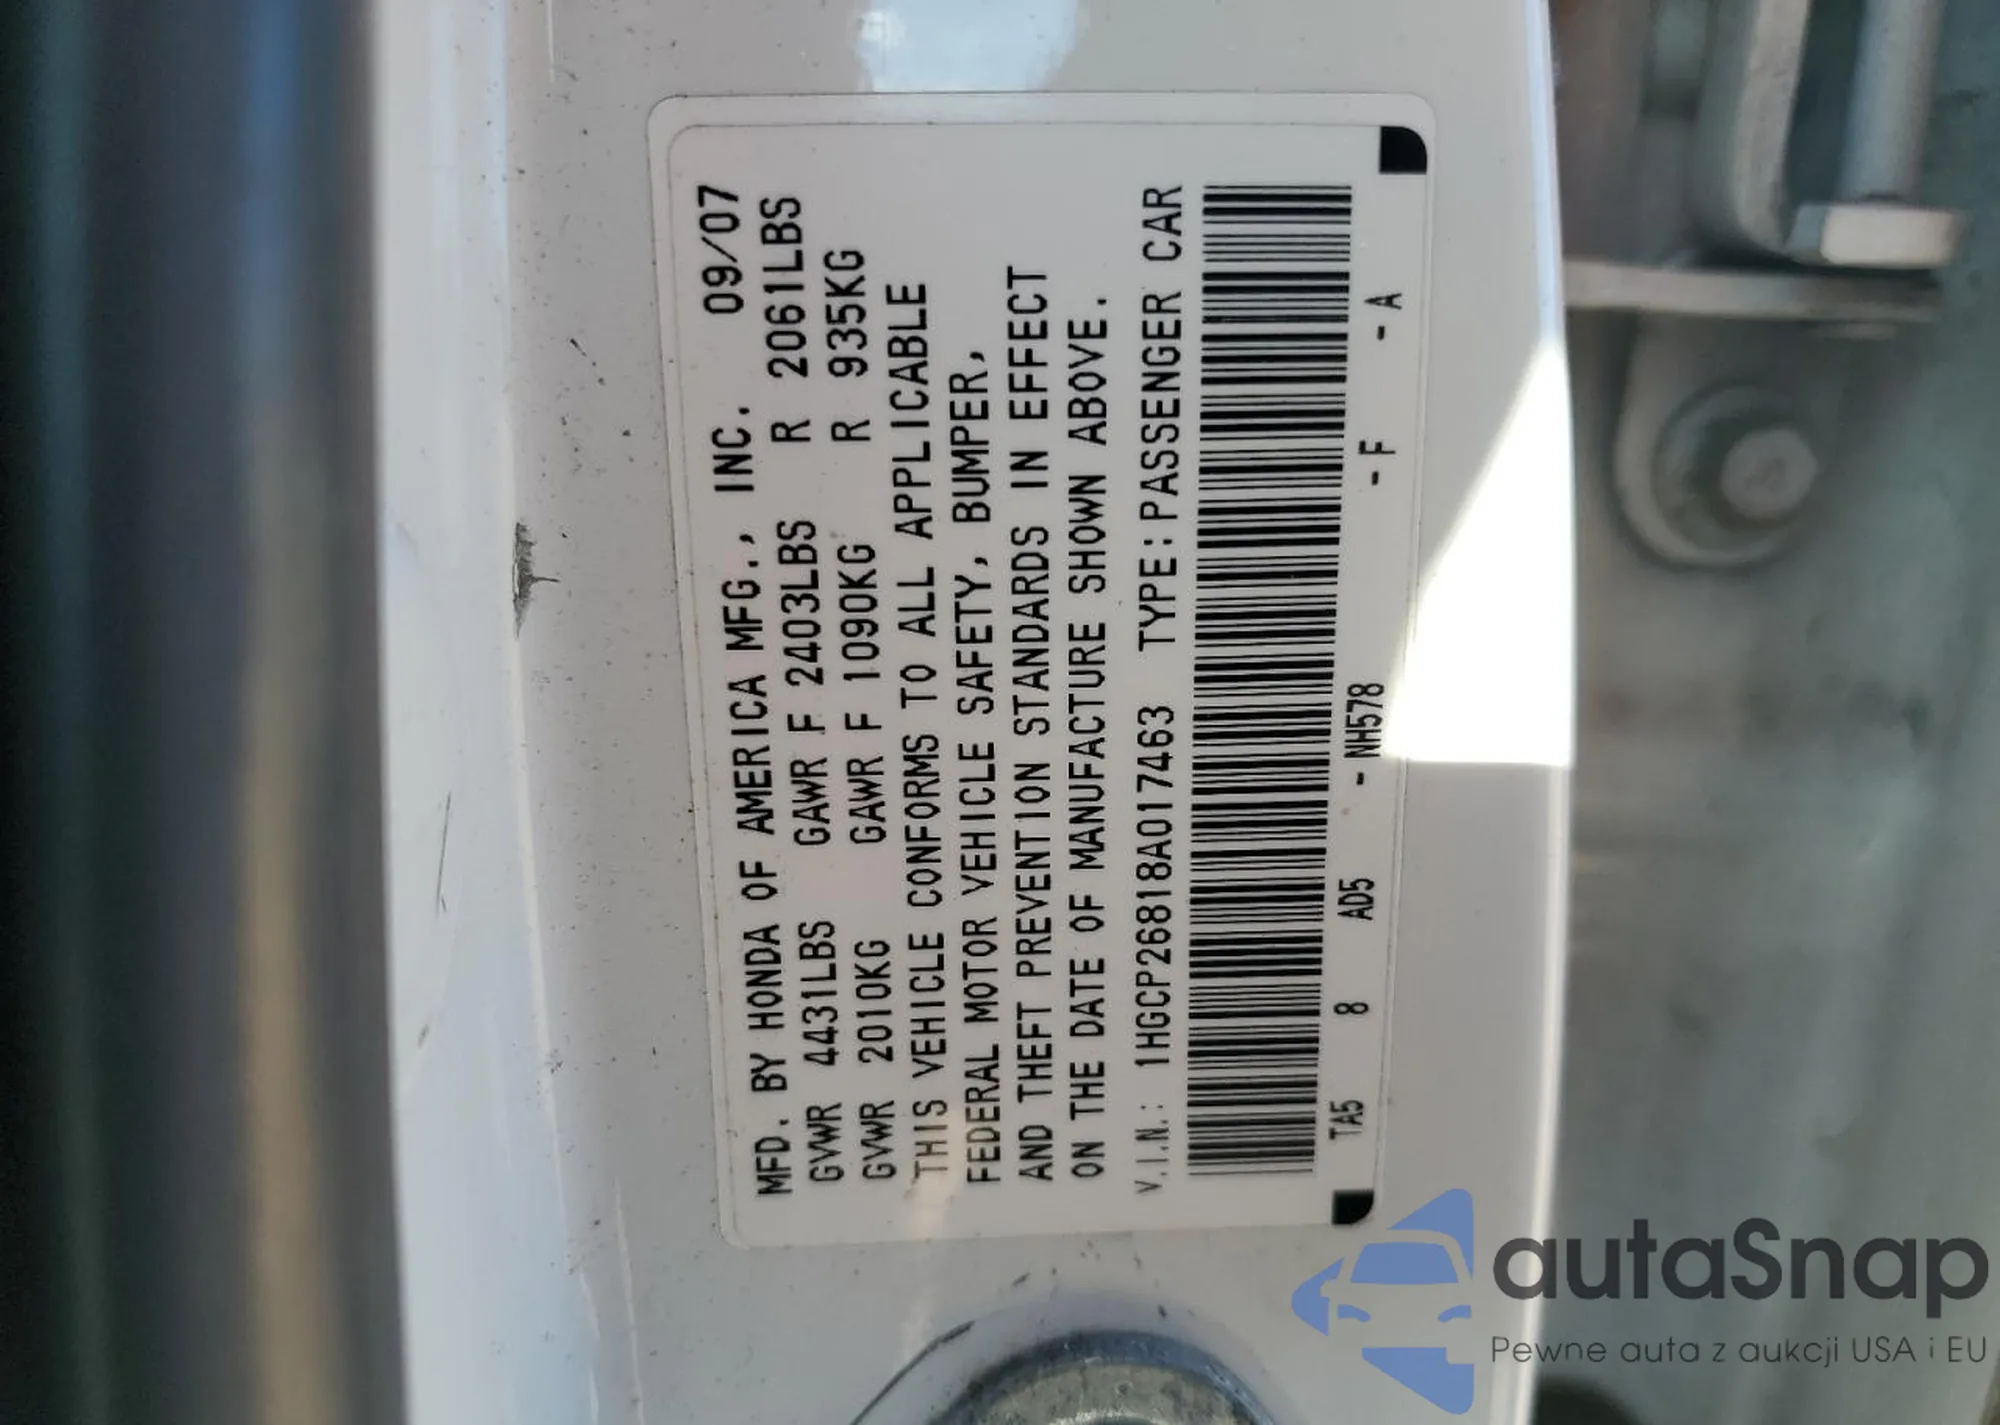 MFD. BY HONDA OF AMERICA MFG., INC. 09/07
GVWR 4431LBS GAWR F 2403LBS R 2061LBS
GVWR 2010KG GAWR F 1090KG R 935KG
THIS VEHICLE CONFORMS TO ALL APPLICABLE
FEDERAL MOTOR VEHICLE SAFETY, BUMPER,
AND THEFT PREVENTION STANDARDS IN EFFECT
ON THE DATE OF MANUFACTURE SHOWN ABOVE.
V.I.N.: 1HGCP26818A017463 TYPE:PASSENGER CAR
TA5 8 AD5 - NH578 - F - A
autaSnap
Pewne auta z aukcji USA i EU